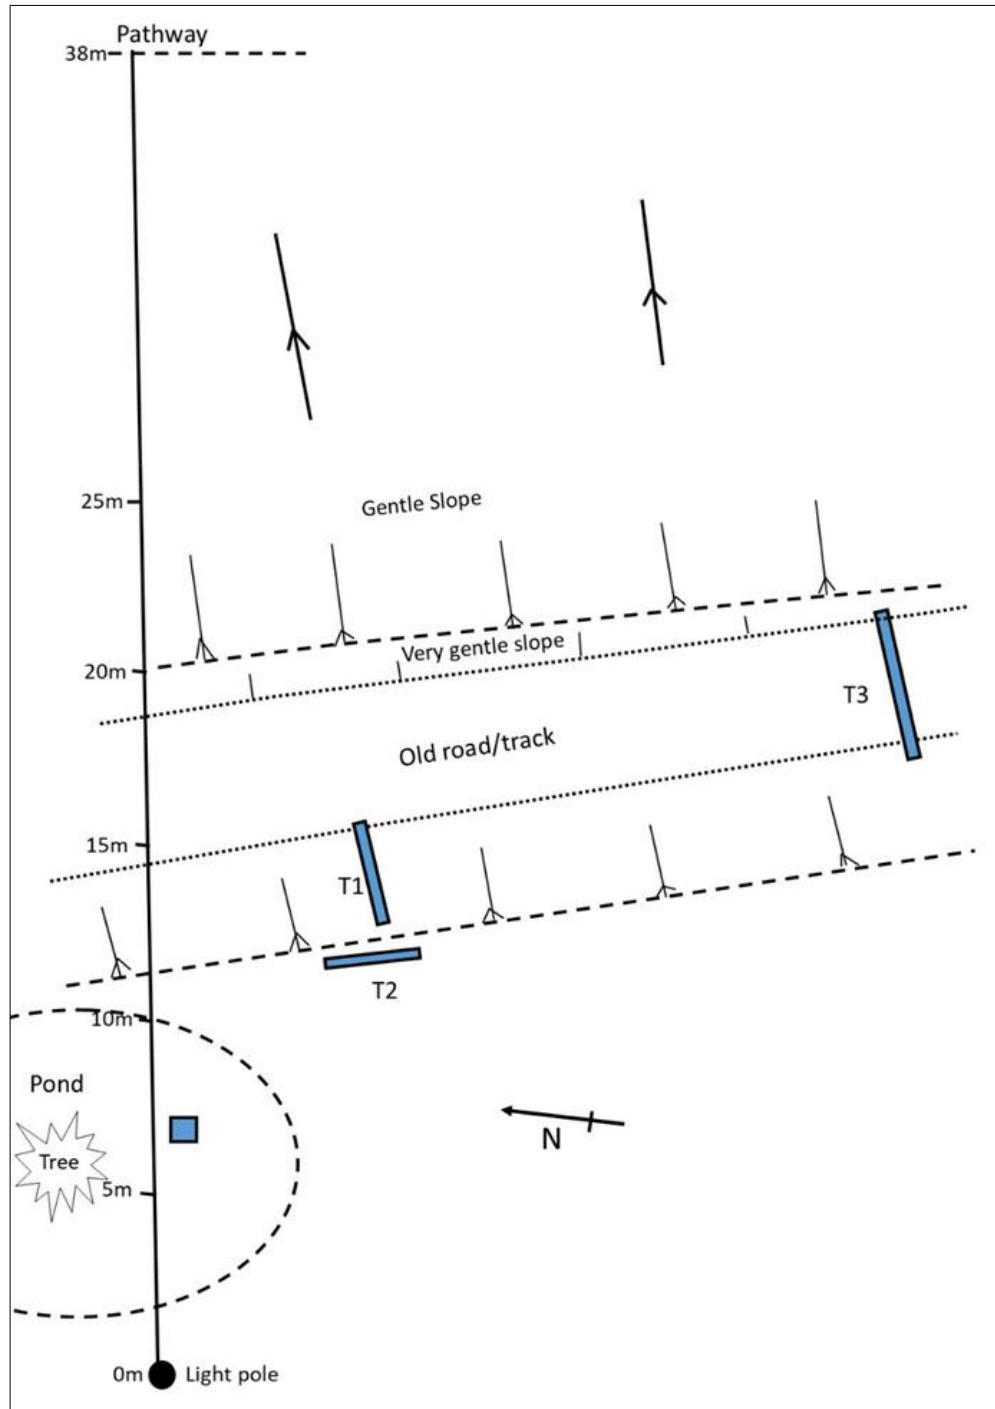 Pathway
38m
25m
Gentle Slope
Very gentle slope
20m
T3
Old road/track
15m
T1
T2
10m
Pond
N
Tree
5m
0m
Light pole